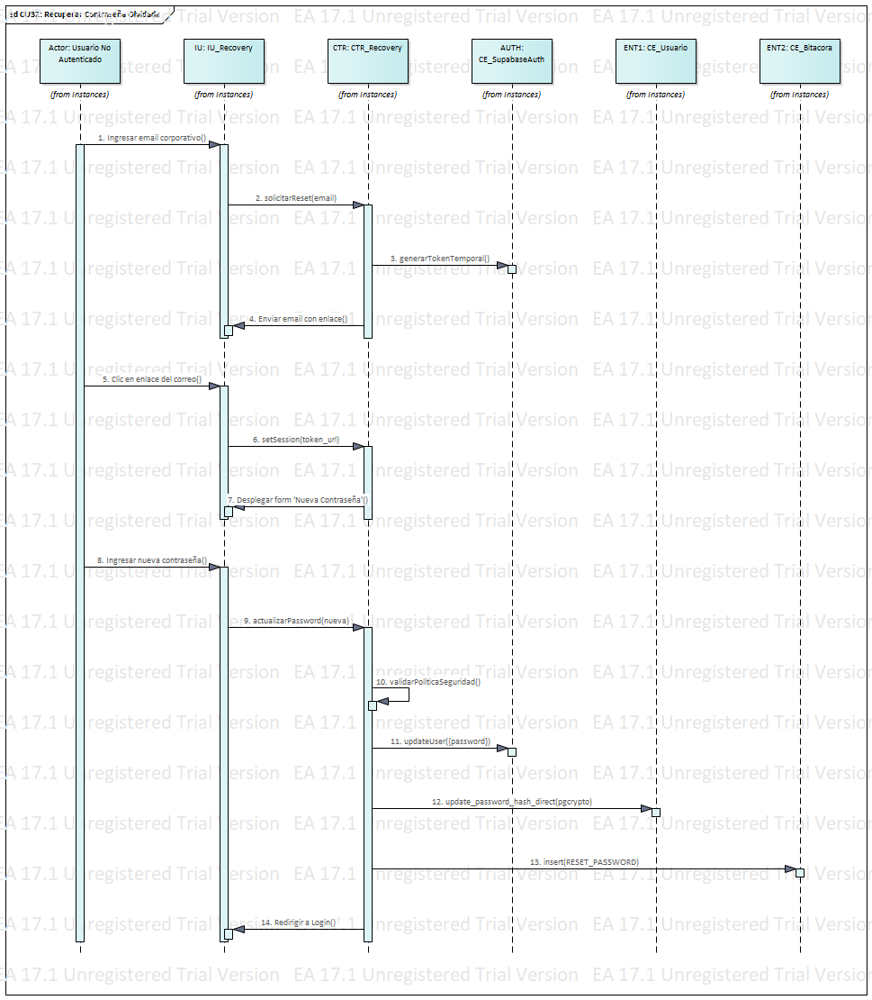 sd CU37: Recuperar Contraseña Olvidada
Actor: Usuario No
Autenticado
(from instances)
IU: IU_Recovery
(from instances)
CTR: CTR_Recovery
(from instances)
AUTH:
CE_SupabaseAuth
(from instances)
ENT1: CE_Usuario
(from instances)
ENT2: CE_Bitacora
(from instances)
1. Ingresar email corporativo()
2. solicitarReset(email)
3. generarTokenTemporal()
4. Enviar email con enlace()
5. Clic en enlace del correo()
6. setSession(token_url)
7. Desplegar form 'Nueva Contraseña'()
8. Ingresar nueva contraseña()
9. actualizarPassword(nueva)
10. validarPoliticaSeguridad()
11. updateUser({password})
12. update_password_hash_direct(pgcrypto)
13. insert(RESET_PASSWORD)
14. Redirigir a Login()
EA 17.1 Unregistered Trial Version